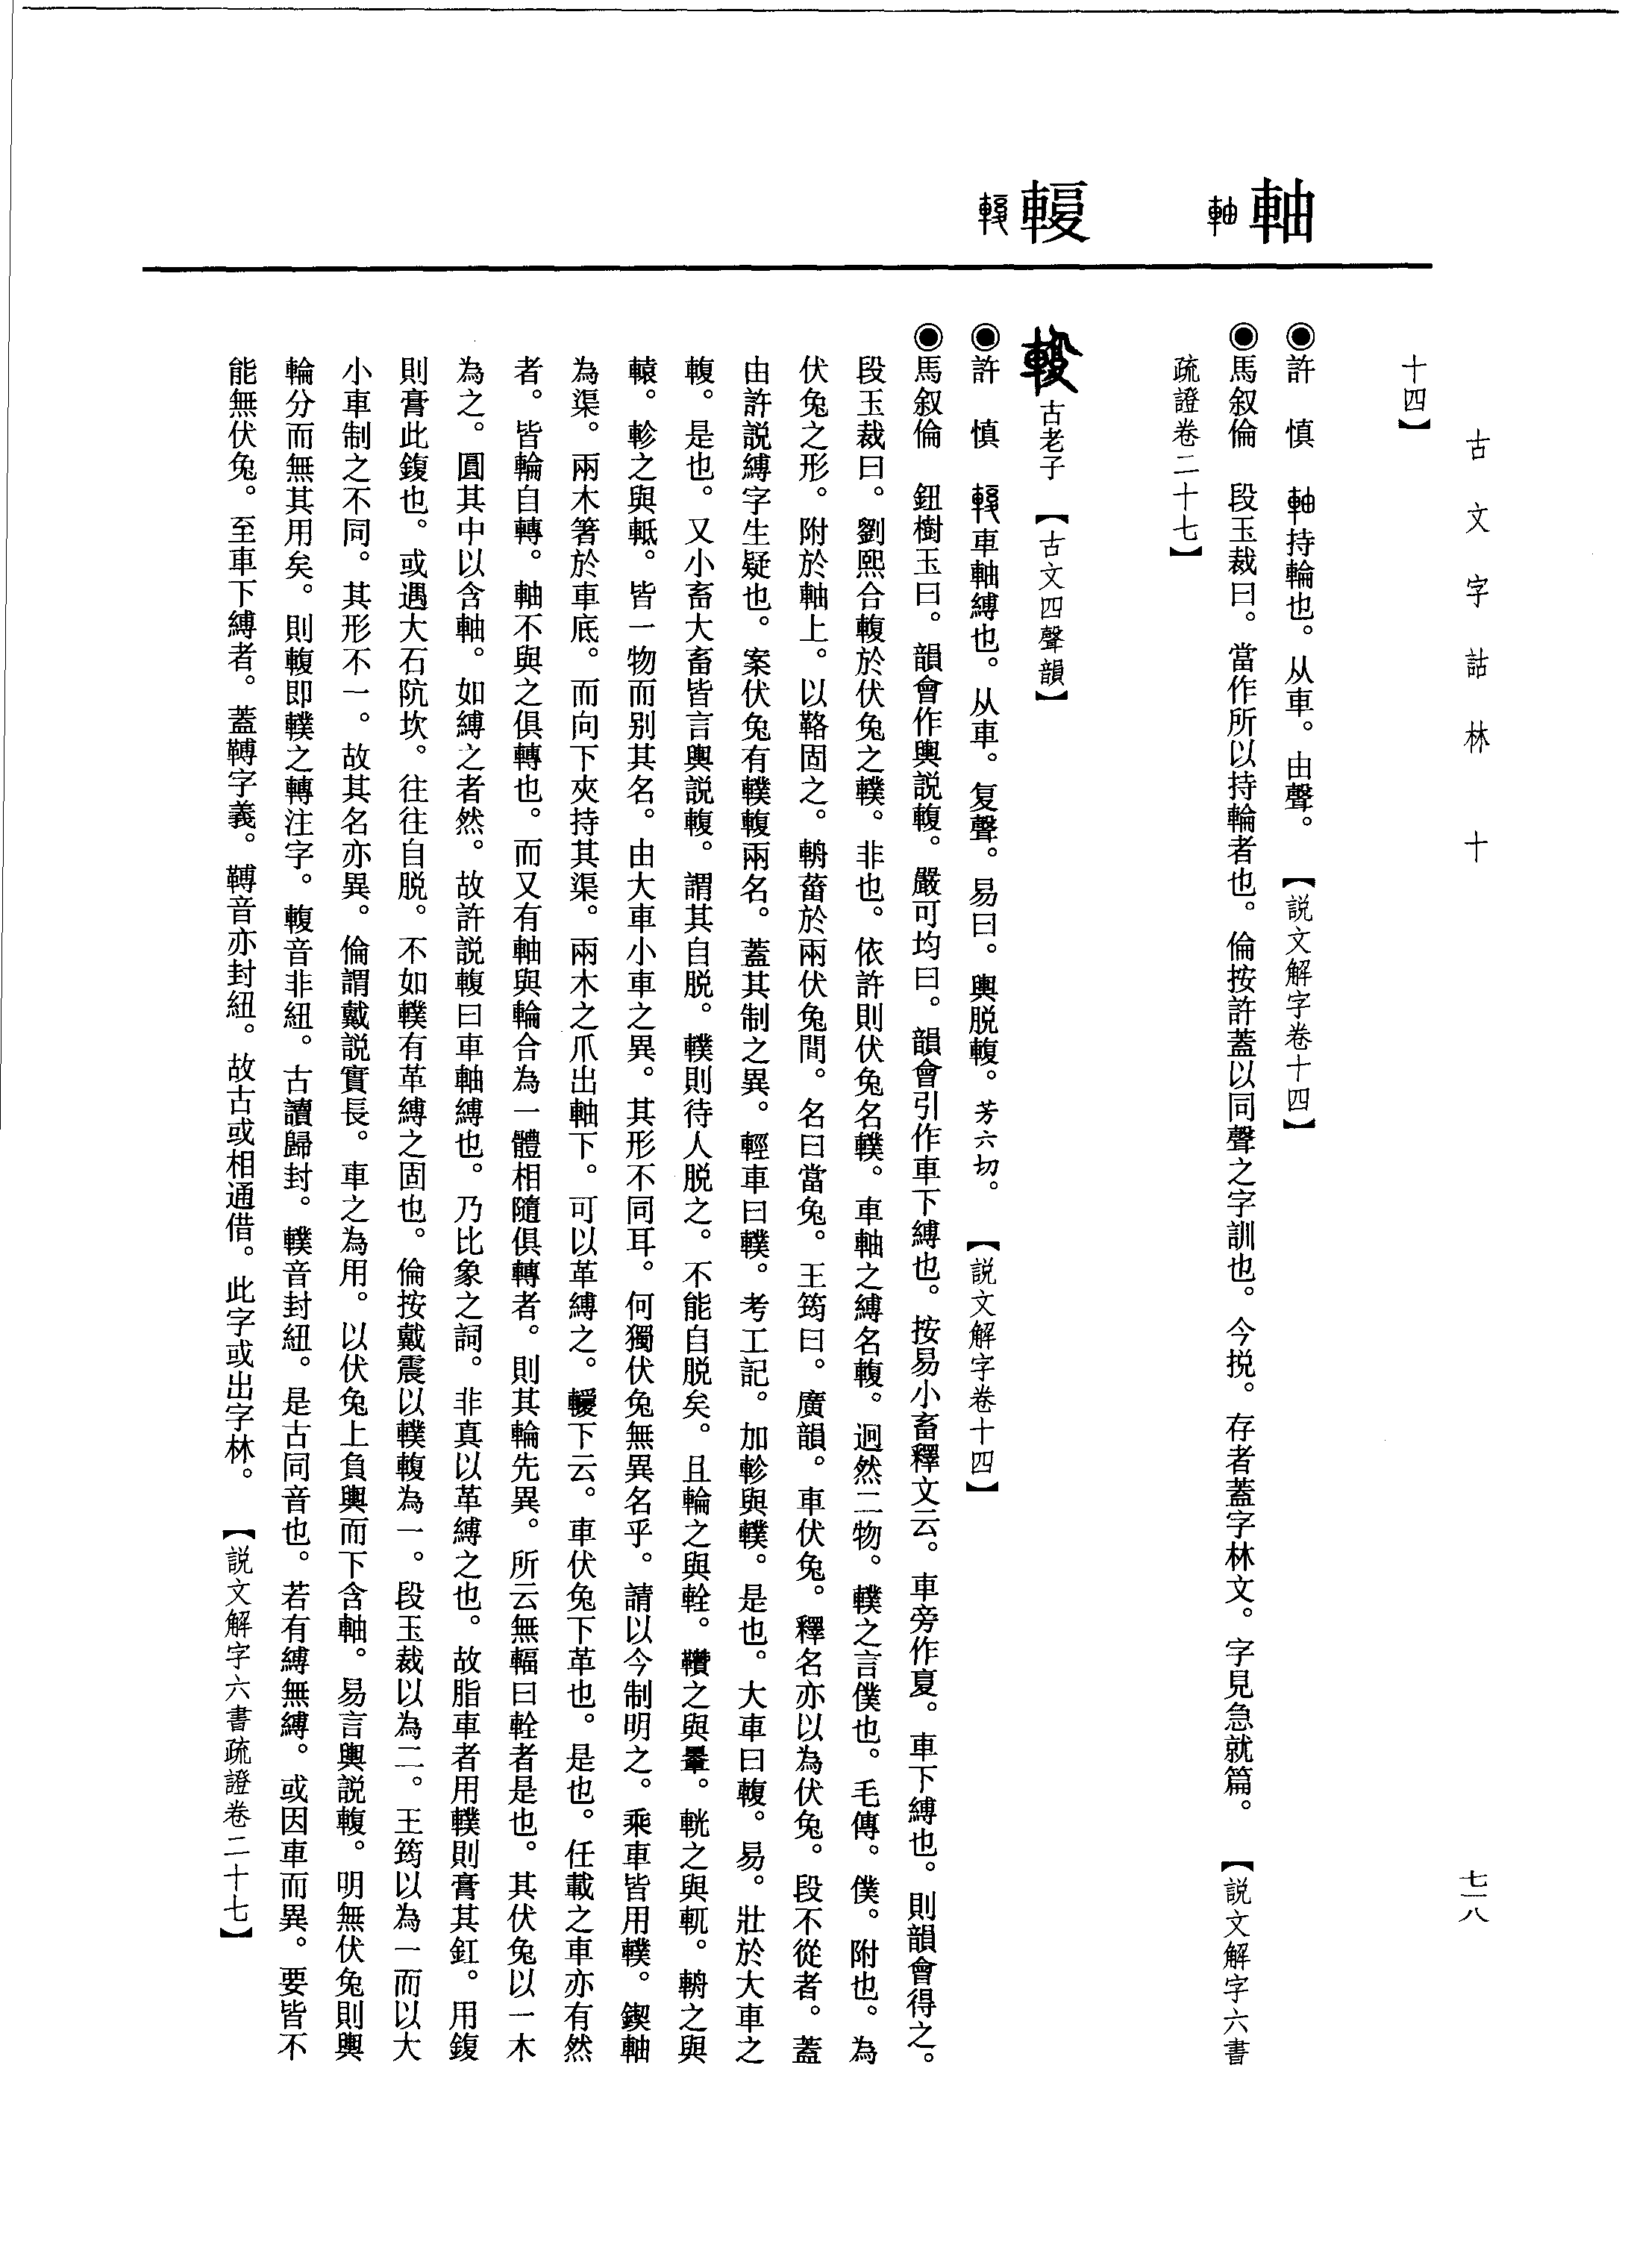 古文字詁林 十
七一八
十四】
軸
◉許 慎 軸持輪也。从車。由聲。 【説文解字卷十四】
◉馬叙倫 段玉裁曰。當作所以持輪者也。倫按許蓋以同聲之字訓也。今捝。存者蓋字林文。字見急就篇。 【説文解字六書
疏證卷二十七】
輹
古老子 【古文四聲韻】
◉許 慎 輹車軸縛也。从車。复聲。易曰。輿脱輹。芳六切。 【説文解字卷十四】
◉馬叙倫 鈕樹玉曰。韻會作輿説輹。嚴可均曰。韻會引作車下縛也。按易小畜釋文云。車旁作复。車下縛也。則韻會得之。
段玉裁曰。劉熙合輹於伏兔之轐。非也。依許則伏兔名轐。車軸之縛名輹。迥然二物。轐之言僕也。毛傳。僕。附也。為
伏兔之形。附於軸上。以鞈固之。輈菑於兩伏兔間。名曰當兔。王筠曰。廣韻。車伏兔。釋名亦以為伏兔。段不從者。蓋
由許説縛字生疑也。案伏兔有轐輹兩名。蓋其制之異。輕車曰轐。考工記。加軫與轐。是也。大車曰輹。易。壯於大車之
輹。是也。又小畜大畜皆言輿説輹。謂其自脱。轐則待人脱之。不能自脱矣。且輪之與輇。之與。軏之與軏。輈之與
轅。軫之與軧。皆一物而别其名。由大車小車之異。其形不同耳。何獨伏兔無異名乎。請以今制明之。乘車皆用轐。鍥軸
為渠。兩木箸於車底。而向下夾持其渠。兩木之爪出軸下。可以革縛之。下云。車伏兔下革也。是也。任載之車亦有然
者。皆輪自轉。軸不與之俱轉也。而又有軸與輪合為一體相隨俱轉者。則其輪先異。所云無輻曰輇者是也。其伏兔以一木
為之。圓其中以含軸。如縛之者然。故許説輹曰車軸縛也。乃比象之詞。非真以革縛之也。故脂車者用轐則膏其釭。用鍑
則膏此鍑也。或遇大石阬坎。往往自脱。不如轐有革縛之固也。倫按戴震以轐輹為一。段玉裁以為二。王筠以為一而以大
小車制之不同。其形不一。故其名亦異。倫謂戴説實長。車之為用。以伏兔上負輿而下含軸。易言輿説輹。明無伏兔則輿
輪分而無其用矣。則輹即轐之轉注字。輹音非紐。古讀歸封。轐音封紐。是古同音也。若有縛無縛。或因車而異。要皆不
能無伏兔。至車下縛者。蓋䡙字義。䡙音亦封紐。故古或相通借。此字或出字林。 【説文解字六書疏證卷二十七】